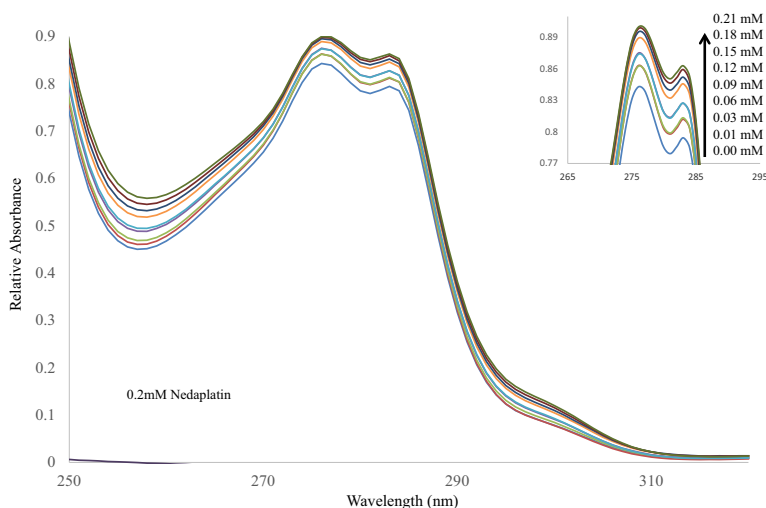 0.9
0.8
0.7
0.6
0.5
0.4
0.3
0.2
0.1
0
Relative Absorbance
250
270
290
310
Wavelength (nm)
0.2mM Nedaplatin
0.89
0.86
0.83
0.8
0.77
265
275
285
295
0.21 mM
0.18 mM
0.15 mM
0.12 mM
0.09 mM
0.06 mM
0.03 mM
0.01 mM
0.00 mM